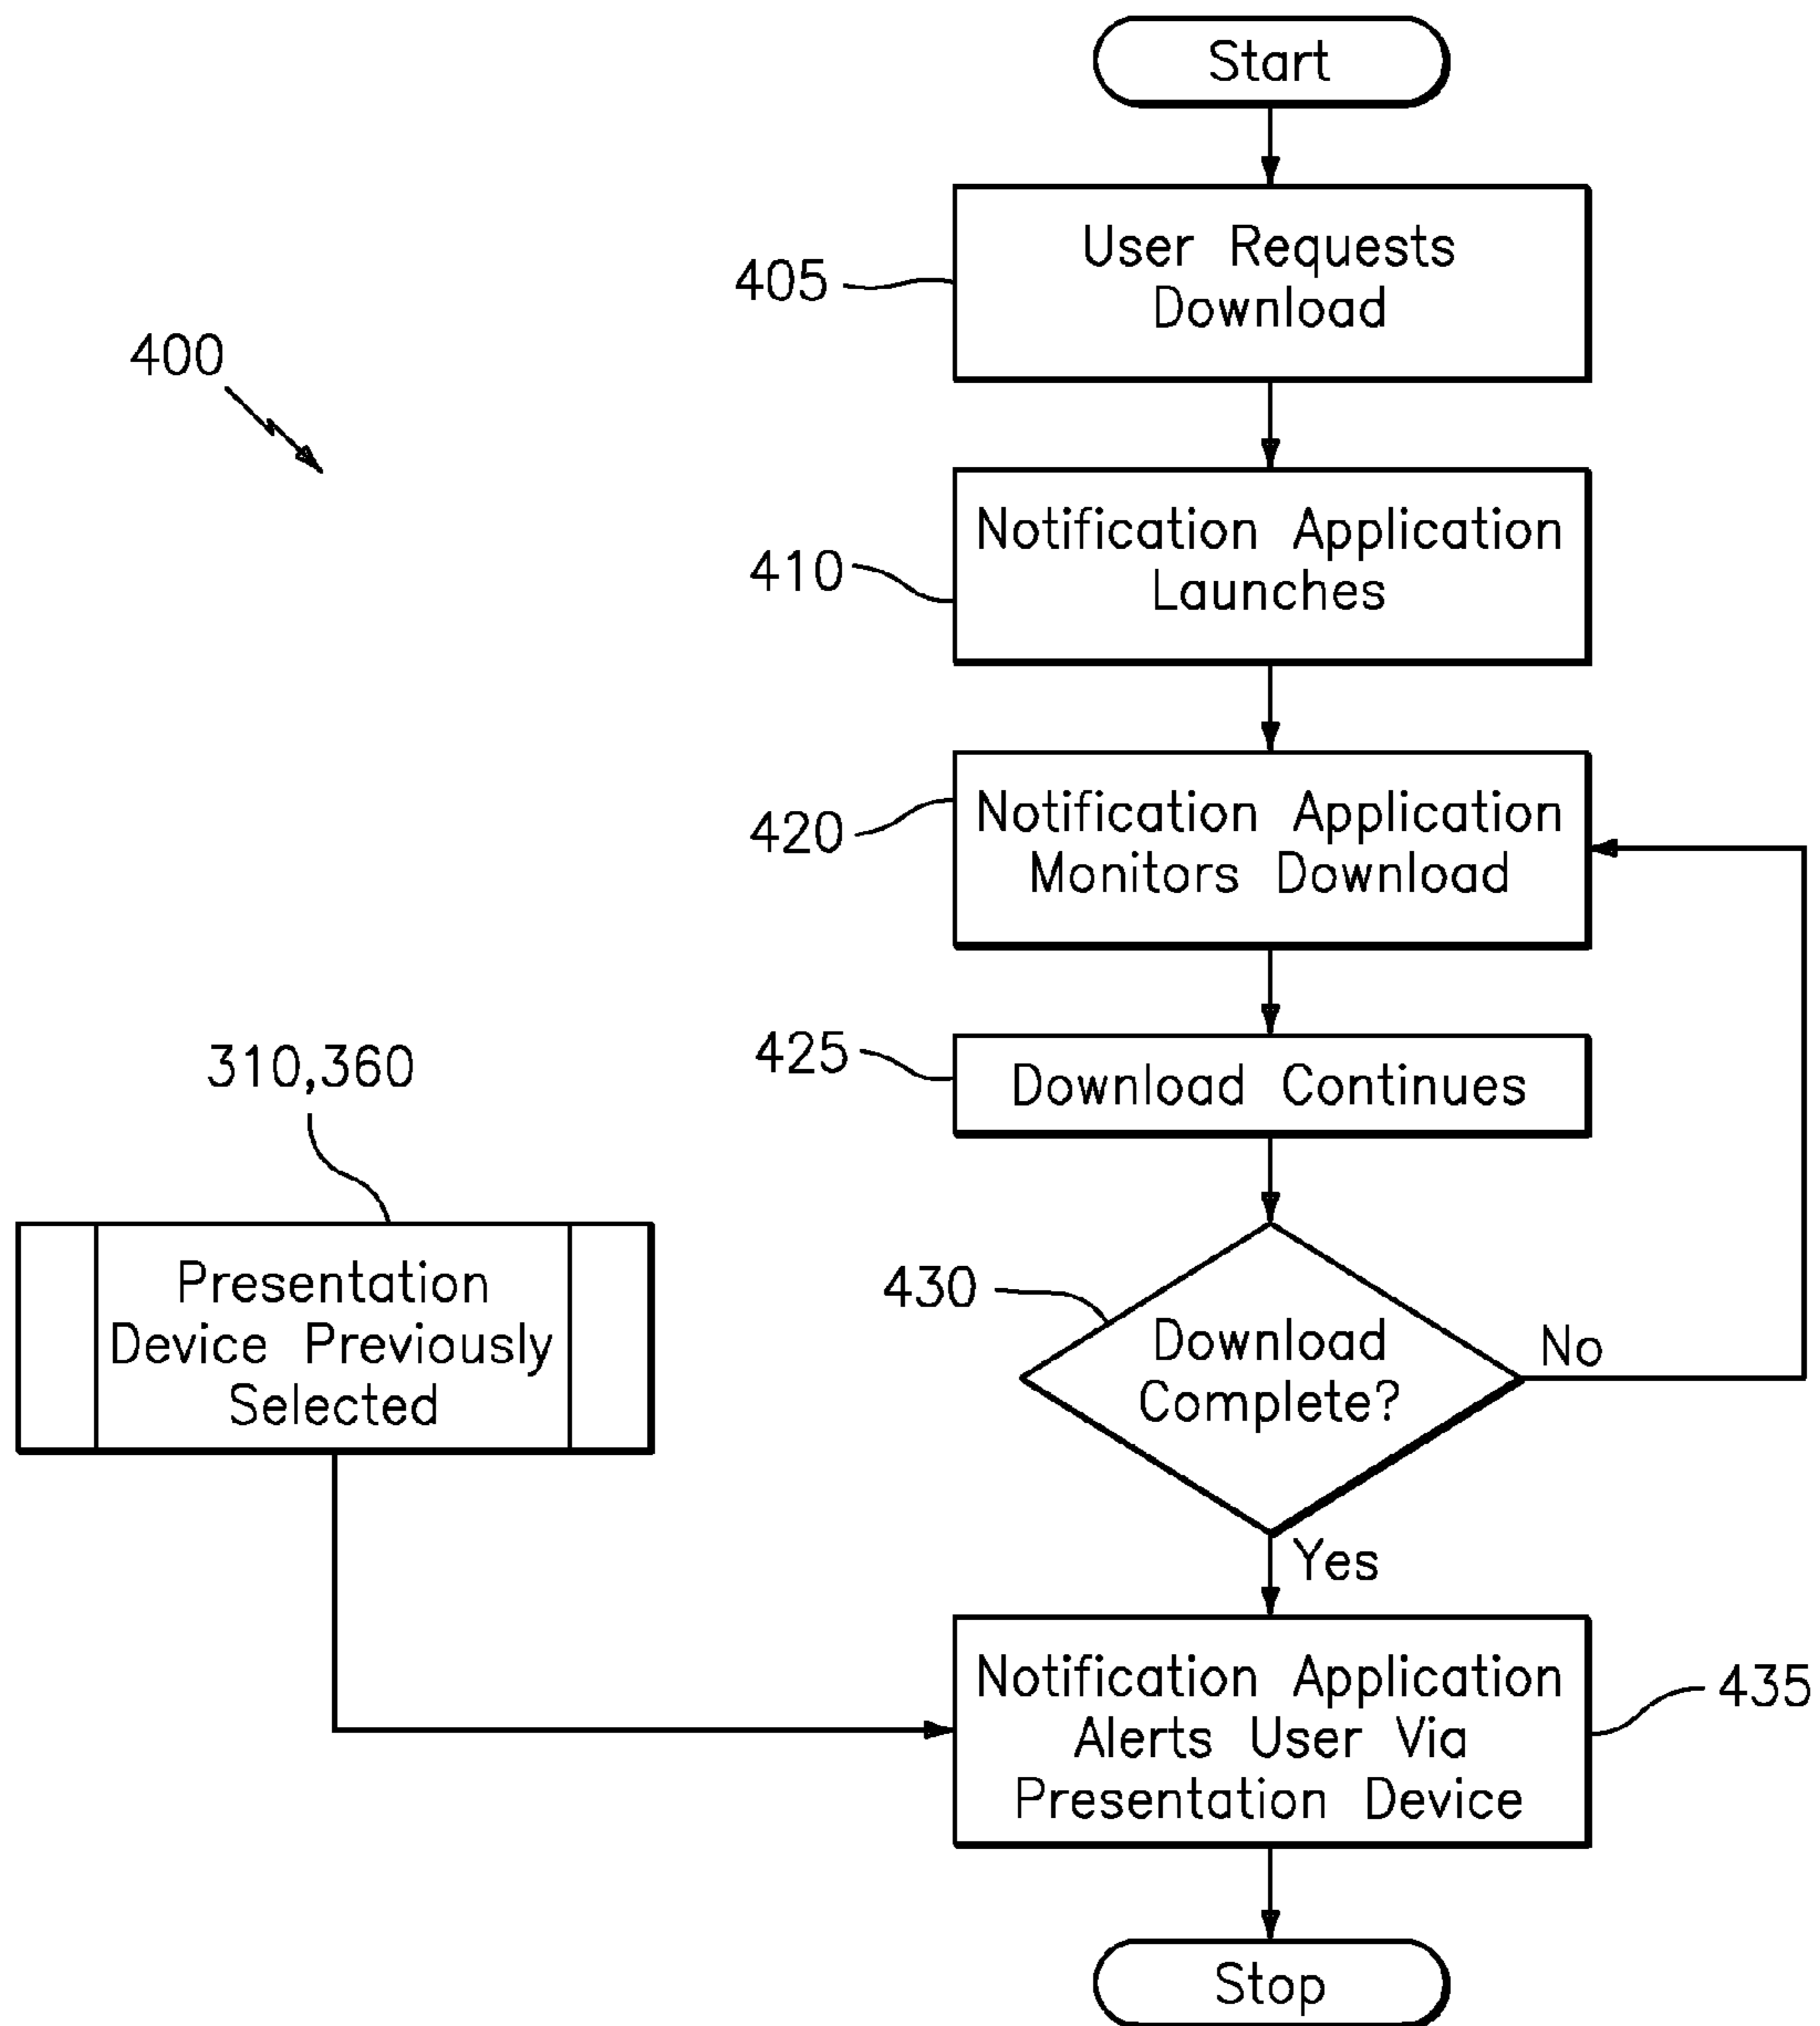 Start
405
User Requests
Download
400
410
Notification Application
Launches
420
Notification Application
Monitors Download
425
Download Continues
310,360
Presentation
Device Previously
Selected
430
Download
Complete?
No
Yes
Notification Application
Alerts User Via
Presentation Device
435
Stop